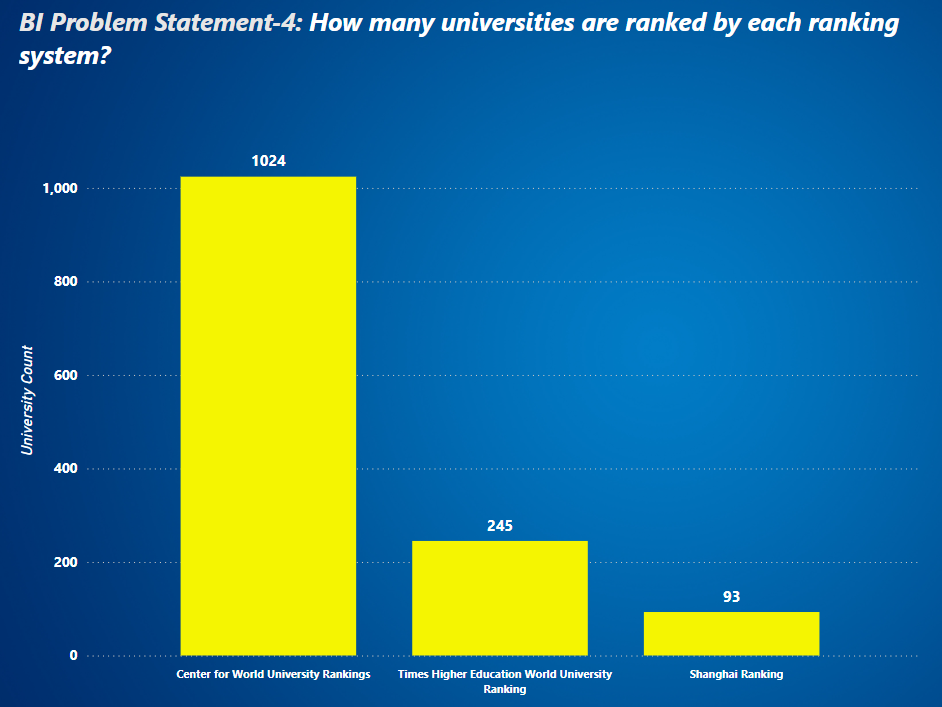 BI Problem Statement-4: How many universities are ranked by each ranking
system?
1024
1,000
800
600
University Count
400
245
200
93
0
Center for World University Rankings
Times Higher Education World University
Ranking
Shanghai Ranking